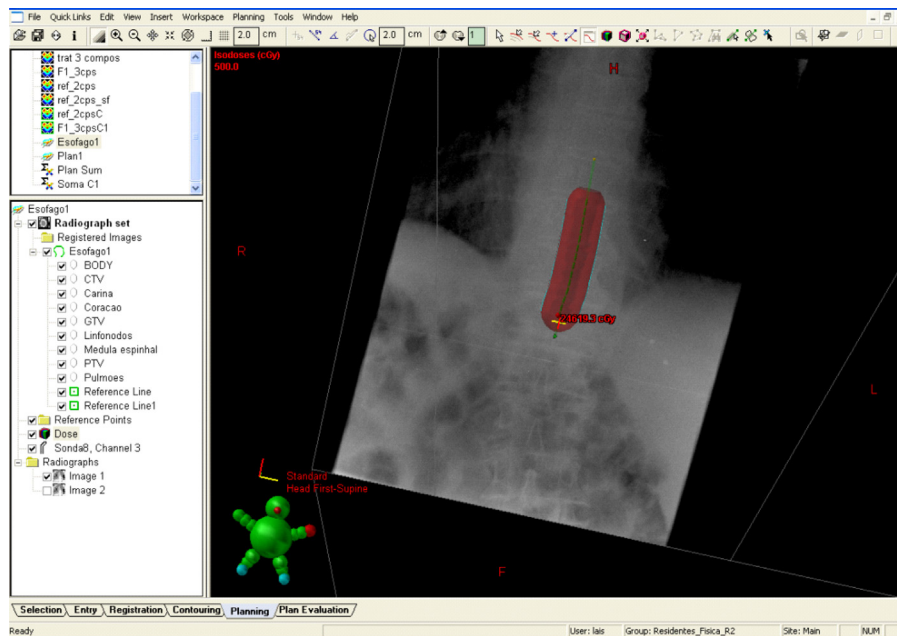 File Quick Links Edit View Insert Workspace Planning Tools Window Help
2.0 cm 2.0 cm 1
trat 3 compos
F1_3cps
ref_2cps
ref_2cps_sf
ref_2cpsC
F1_3cpsC1
Esofago1
Plan1
Plan Sum
Soma C1
Esofago1
Radiograph set
Registered Images
Esofago1
BODY
CTV
Carina
Coracao
GTV
Linfonodos
Medula espinhal
PTV
Pulmoes
Reference Line
Reference Line1
Reference Points
Dose
Sonda8, Channel 3
Radiographs
Image 1
Image 2
Isodoses (cGy)
500.0
H
R
L
cGy
Standard
Head First-Supine
F
Selection Entry Registration Contouring Planning Plan Evaluation
Ready User: lais Group: Residentes_Fisica_R2 Site: Main NUM